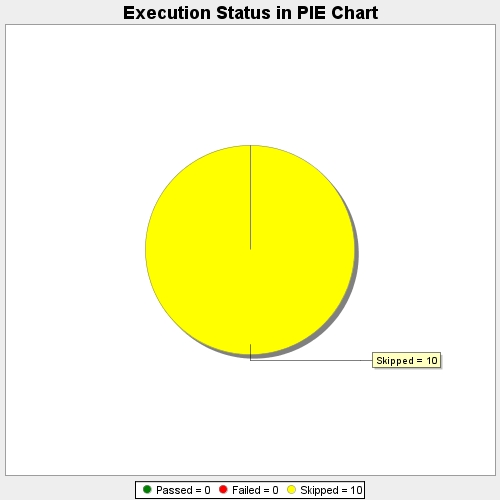 Execution Status in PIE Chart
Skipped = 10
Passed = 0 Failed = 0 Skipped = 10